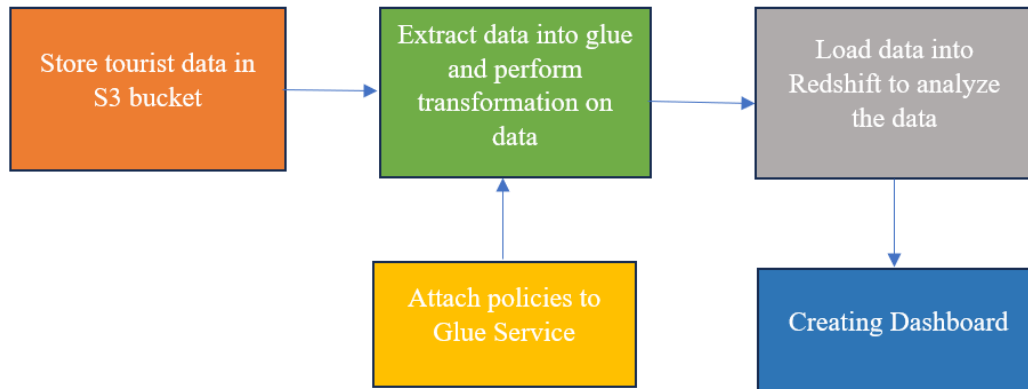 Store tourist data in
S3 bucket
Extract data into glue
and perform
transformation on
data
Load data into
Redshift to analyze
the data
Attach policies to
Glue Service
Creating Dashboard